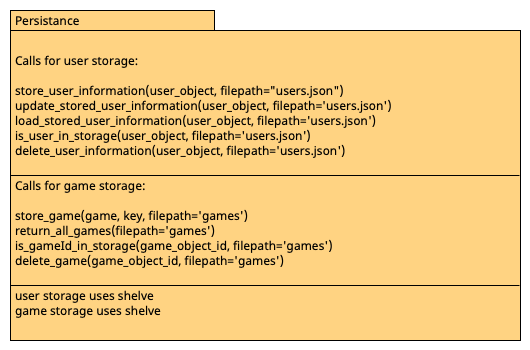 Persistance
Calls for user storage:
store_user_information(user_object, filepath="users.json")
update_stored_user_information(user_object, filepath='users.json')
load_stored_user_information(user_object, filepath='users.json')
is_user_in_storage(user_object, filepath='users.json')
delete_user_information(user_object, filepath='users.json')
Calls for game storage:
store_game(game, key, filepath='games')
return_all_games(filepath='games')
is_gameId_in_storage(game_object_id, filepath='games')
delete_game(game_object_id, filepath='games')
user storage uses shelve
game storage uses shelve